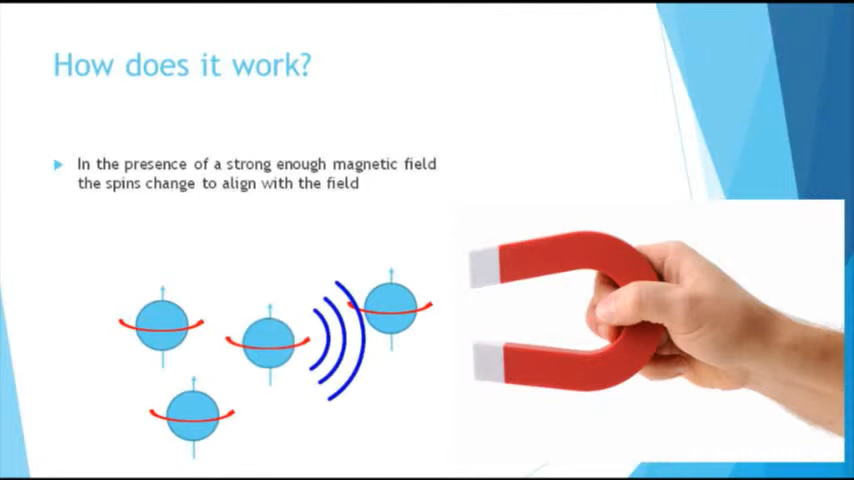 How does it work?
In the presence of a strong enough magnetic field
the spins change to align with the field